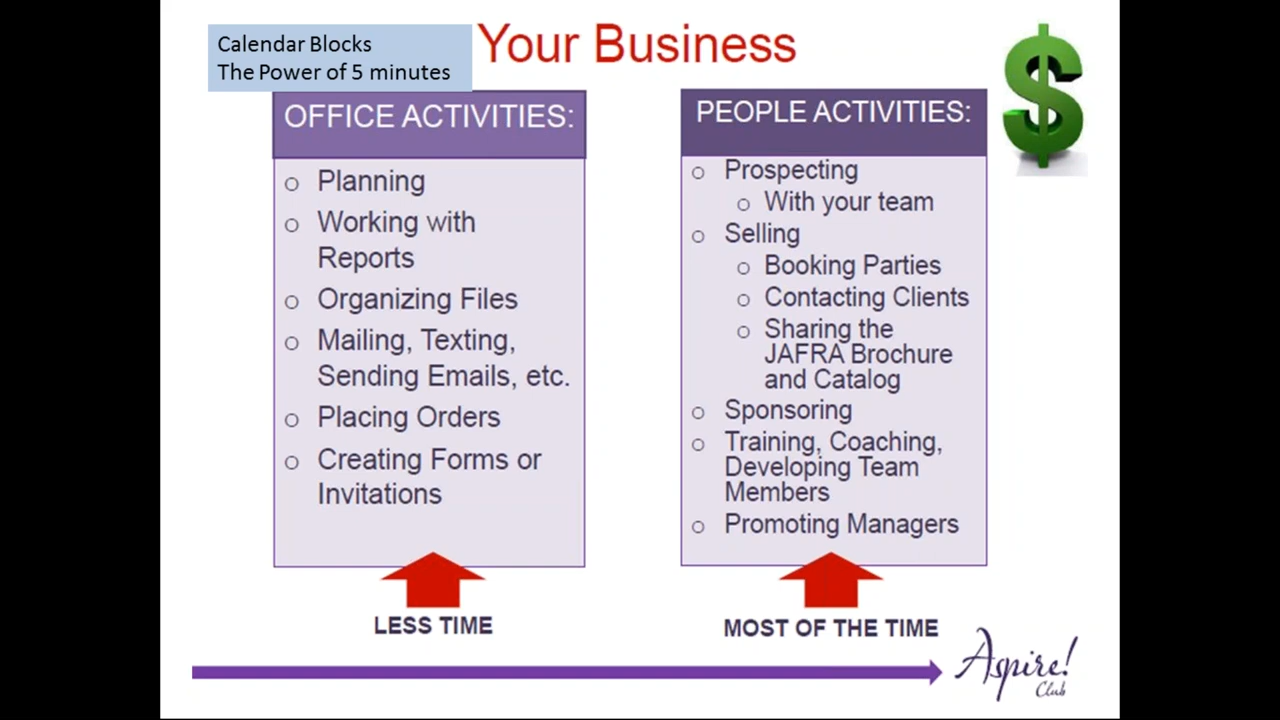 Calendar Blocks
The Power of 5 minutes
Your Business
OFFICE ACTIVITIES:
o Planning
o Working with
Reports
o Organizing Files
o Mailing, Texting,
Sending Emails, etc.
o Placing Orders
o Creating Forms or
Invitations
LESS TIME
PEOPLE ACTIVITIES:
o Prospecting
o With your team
o Selling
o Booking Parties
o Contacting Clients
o Sharing the
JAFRA Brochure
and Catalog
o Sponsoring
o Training, Coaching,
Developing Team
Members
o Promoting Managers
MOST OF THE TIME
$
Aspire!
Club